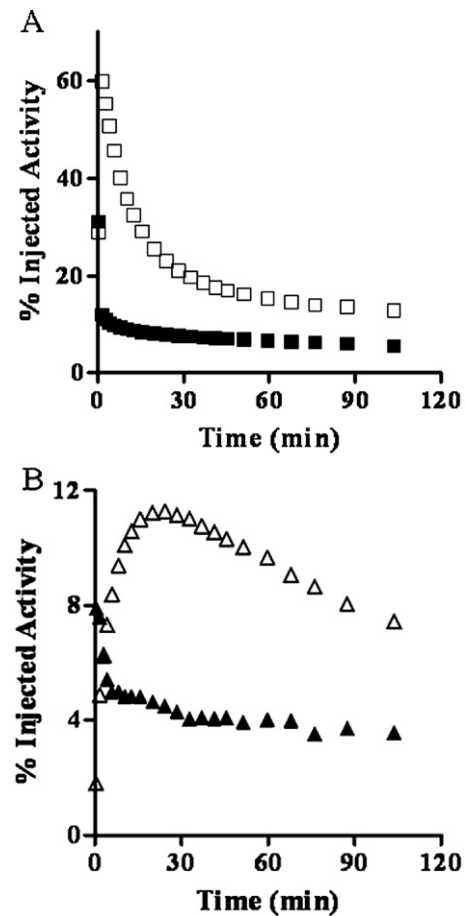 A
% Injected Activity
60
40
20
0
0 30 60 90 120
Time (min)
B
% Injected Activity
12
8
4
0
0 30 60 90 120
Time (min)